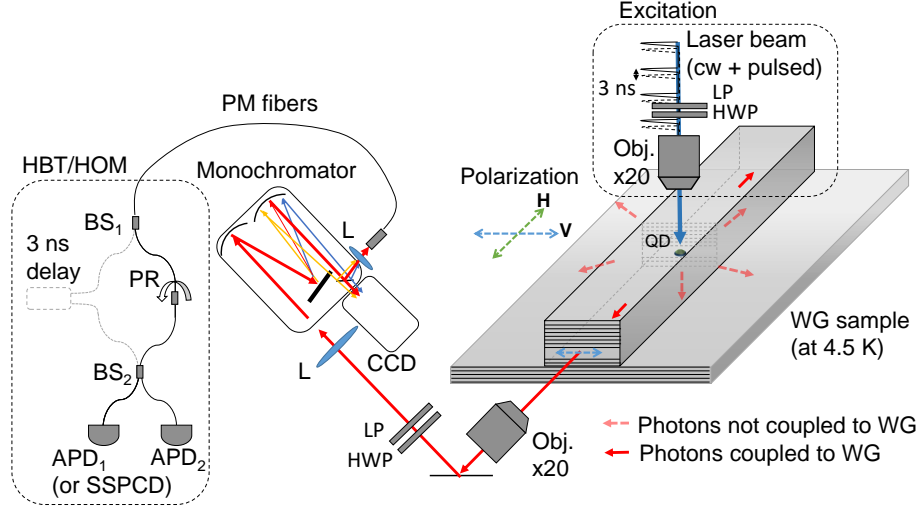 Excitation
Laser beam
(cw + pulsed)
3 ns
LP
HWP
Obj.
x20
PM fibers
HBT/HOM
Monochromator
BS1
3 ns
delay
PR
BS2
APD1
APD2
(or SSPCD)
L
CCD
L
Polarization
H
V
QD
WG sample
(at 4.5 K)
LP
HWP
Obj.
x20
Photons not coupled to WG
Photons coupled to WG